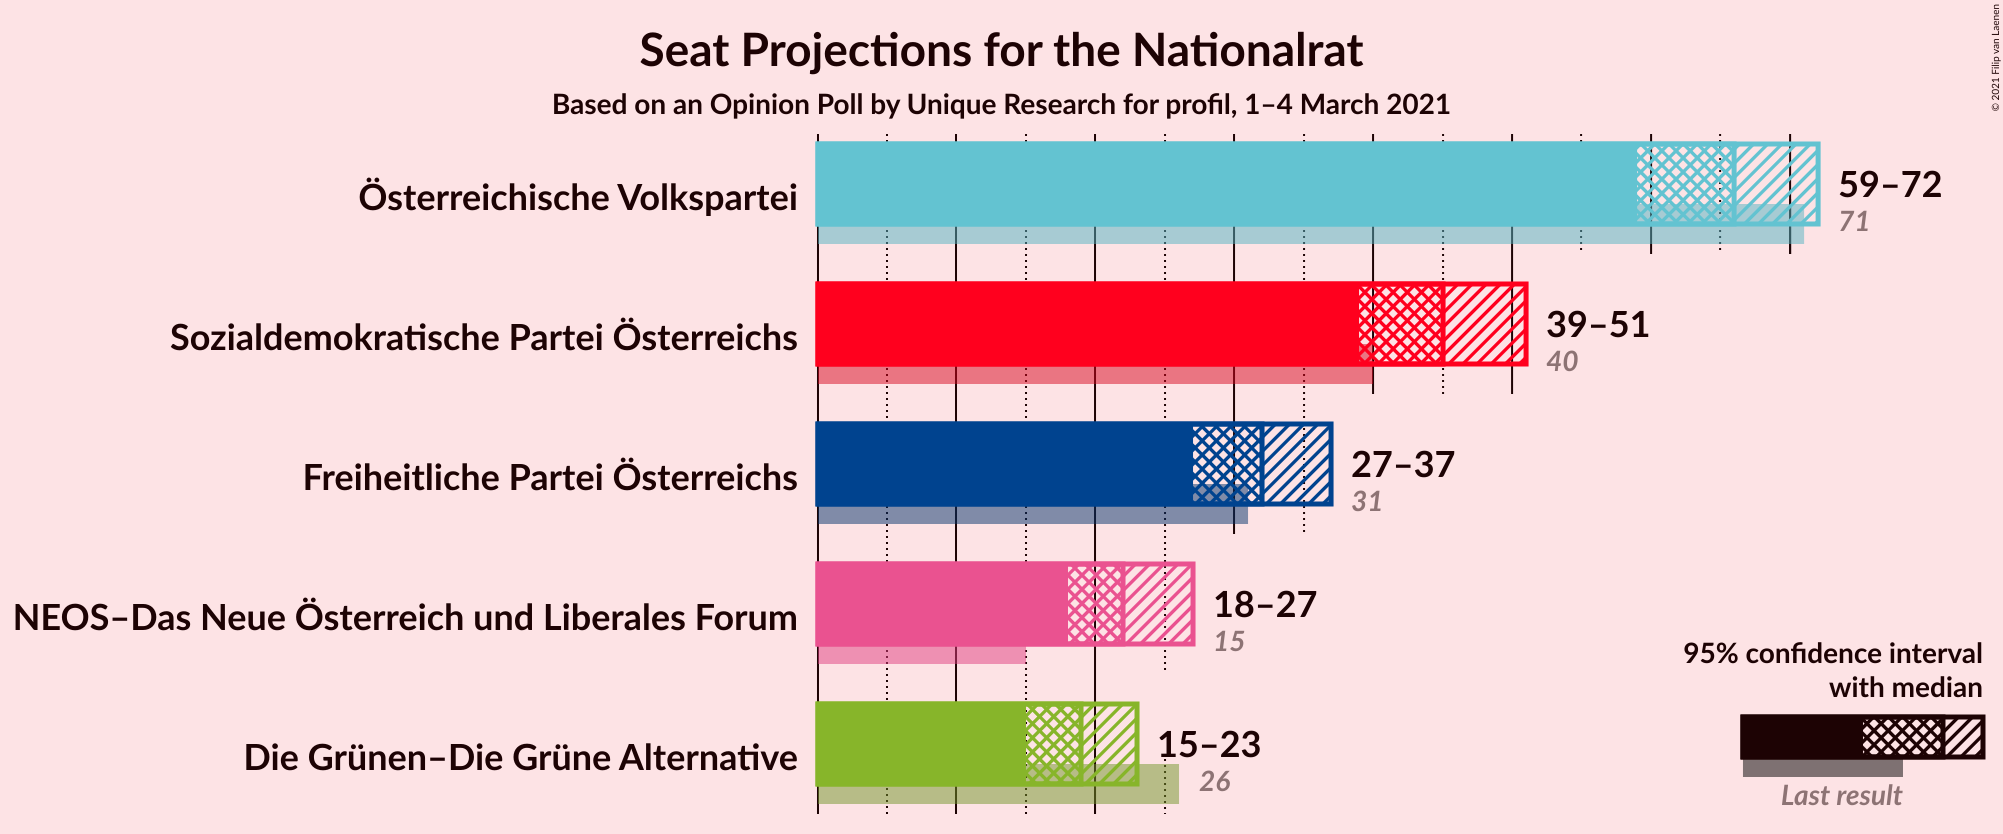 Seat Projections for the Nationalrat
Based on an Opinion Poll by Unique Research for profil, 1–4 March 2021
© 2021 Filip van Laenen
Österreichische Volkspartei
59–72
71
Sozialdemokratische Partei Österreichs
39–51
40
Freiheitliche Partei Österreichs
27–37
31
NEOS–Das Neue Österreich und Liberales Forum
18–27
15
Die Grünen–Die Grüne Alternative
15–23
26
95% confidence interval
with median
Last result